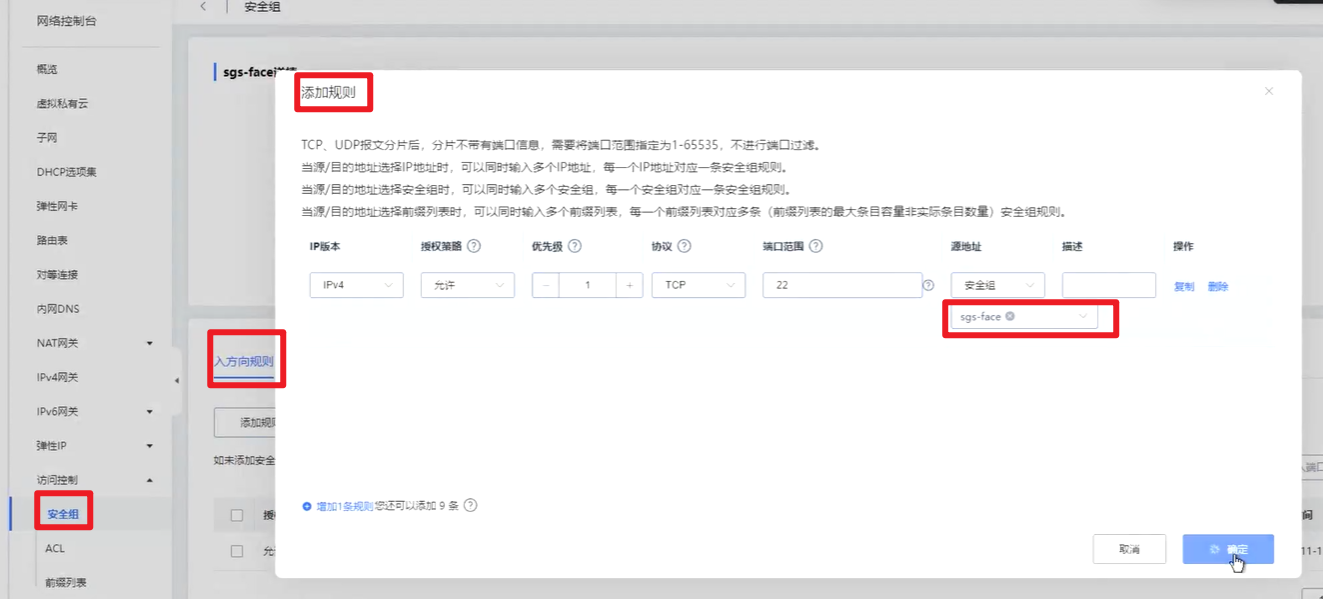 网络控制台
安全组
概览
虚拟私有云
子网
DHCP选项集
弹性网卡
路由表
对等连接
内网DNS
NAT网关
IPv4网关
IPv6网关
弹性IP
访问控制
安全组
ACL
前缀列表
sgs-face详情
入方向规则
添加规则
如未添加安全
添加规则
TCP、UDP报文分片后，分片不带有端口信息，需要将端口范围指定为1-65535，不进行端口过滤。
当源/目的地址选择IP地址时，可以同时输入多个IP地址，每一个IP地址对应一条安全组规则。
当源/目的地址选择安全组时，可以同时输入多个安全组，每一个安全组对应一条安全组规则。
当源/目的地址选择前缀列表时，可以同时输入多个前缀列表，每一个前缀列表对应多条（前缀列表的最大条目容量非实际条目数量）安全组规则。
IP版本 授权策略 ? 优先级 ? 协议 ? 端口范围 ? 源地址 描述 操作
IPv4 允许 − 1 + TCP 22 ? 安全组 复制 删除
sgs-face
增加1条规则 您还可以添加 9 条 ?
取消 确定